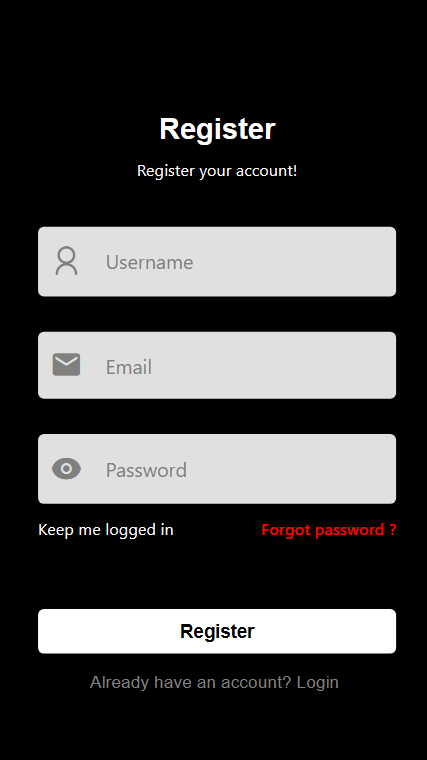 Register
Register your account!
Username
Email
Password
Keep me logged in
Forgot password ?
Register
Already have an account? Login